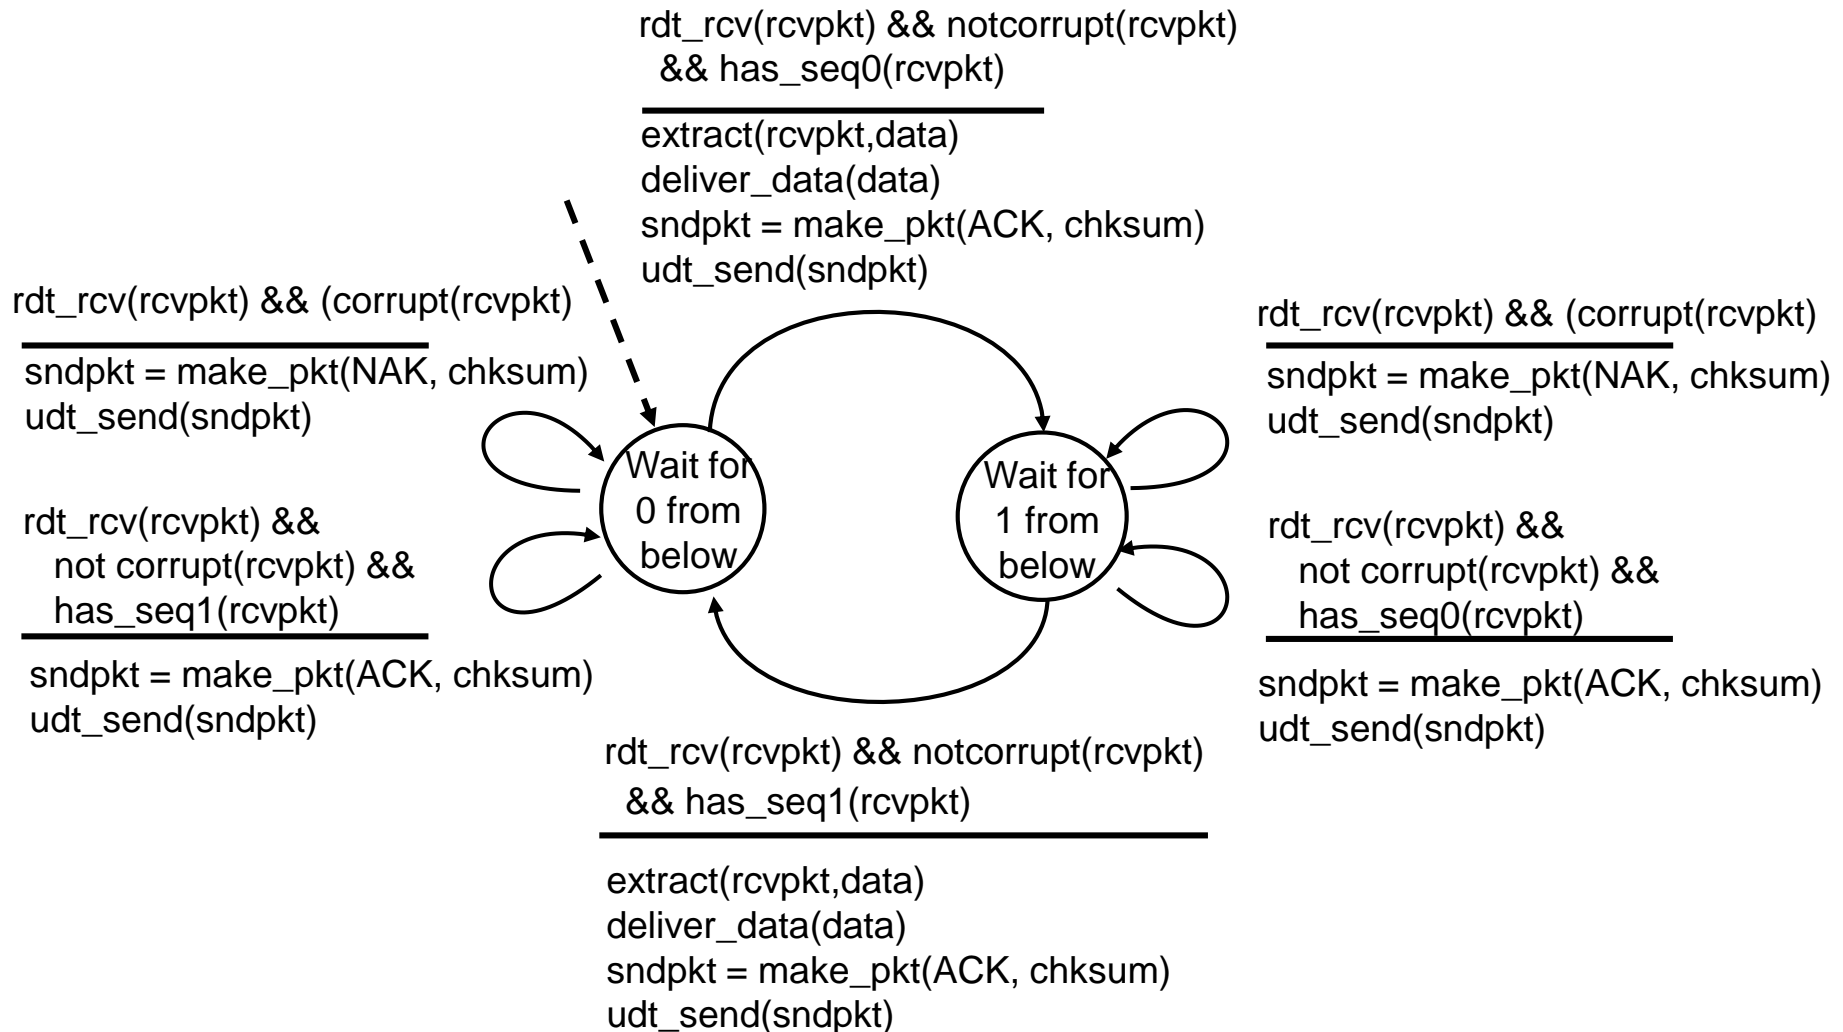 rdt_rcv(rcvpkt) && notcorrupt(rcvpkt)
&& has_seq0(rcvpkt)
extract(rcvpkt,data)
deliver_data(data)
sndpkt = make_pkt(ACK, chksum)
udt_send(sndpkt)
rdt_rcv(rcvpkt) && (corrupt(rcvpkt)
sndpkt = make_pkt(NAK, chksum)
udt_send(sndpkt)
rdt_rcv(rcvpkt) &&
not corrupt(rcvpkt) &&
has_seq1(rcvpkt)
sndpkt = make_pkt(ACK, chksum)
udt_send(sndpkt)
Wait for
0 from
below
Wait for
1 from
below
rdt_rcv(rcvpkt) && (corrupt(rcvpkt)
sndpkt = make_pkt(NAK, chksum)
udt_send(sndpkt)
rdt_rcv(rcvpkt) &&
not corrupt(rcvpkt) &&
has_seq0(rcvpkt)
sndpkt = make_pkt(ACK, chksum)
udt_send(sndpkt)
rdt_rcv(rcvpkt) && notcorrupt(rcvpkt)
&& has_seq1(rcvpkt)
extract(rcvpkt,data)
deliver_data(data)
sndpkt = make_pkt(ACK, chksum)
udt_send(sndpkt)